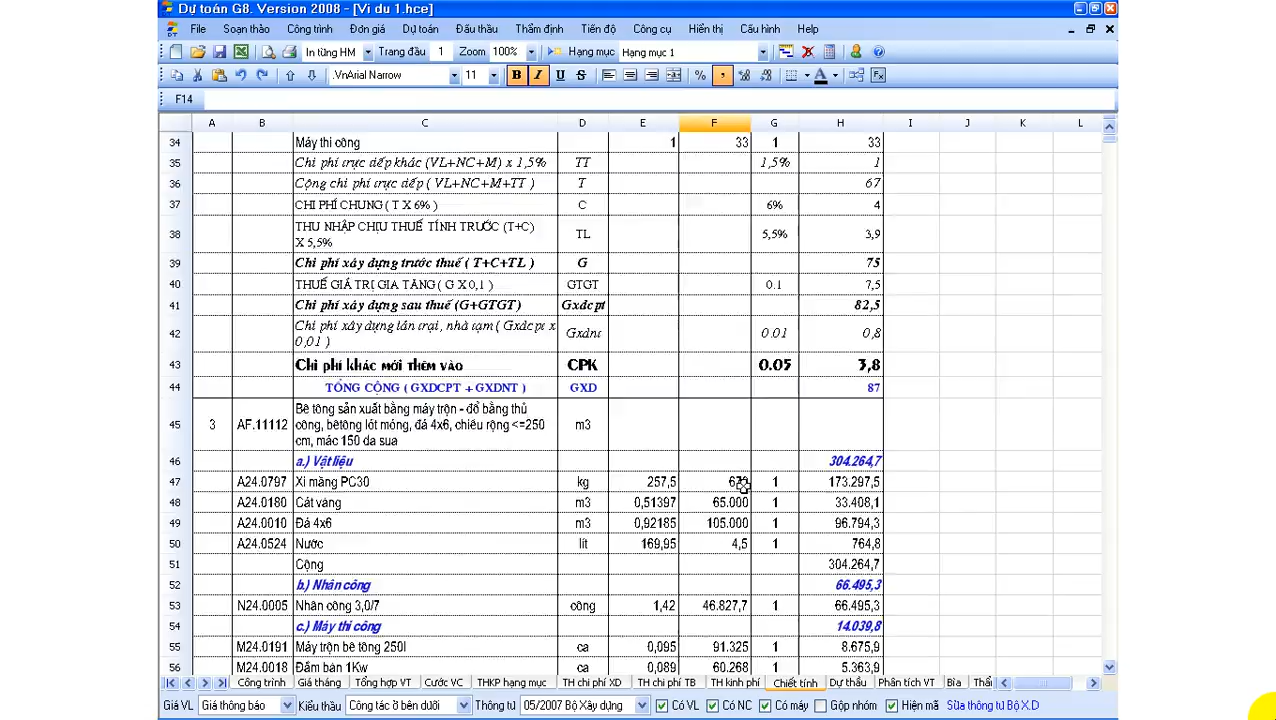 Dự toán G8. Version 2008 - [Vi du 1.hce]
File Soạn thảo Công trình Đơn giá Dự toán Đấu thầu Thẩm định Tiến độ Công cụ Hiển thị Cấu hình Help
In từng HM Trang đầu 1 Zoom 100% Hạng mục Hạng mục 1
.VnArial Narrow 11 B I U S % ,
F14
A B C D E F G H I J K L
34 Máy thi công 1 33 1 33
35 Chi phí trực tiếp khác (VL+NC+M) x 1,5% TT 1,5% 1
36 Cộng chi phí trực tiếp ( VL+NC+M+TT ) T 67
37 CHI PHÍ CHUNG ( T X 6% ) C 6% 4
38 THU NHẬP CHỊU THUẾ TÍNH TRƯỚC (T+C) X 5,5% TL 5,5% 3,9
39 Chi phí xây dựng trước thuế ( T+C+TL ) G 75
40 THUẾ GIÁ TRỊ GIA TĂNG ( G X 0,1 ) GTGT 0.1 7,5
41 Chi phí xây dựng sau thuế (G+GTGT) Gxdcpt 82,5
42 Chi phí xây dựng lán trại, nhà tạm ( Gxdcpt x 0,01 ) Gxdnt 0.01 0,8
43 Chi phí khác mới thêm vào CPK 0.05 3,8
44 TỔNG CỘNG ( GXDCPT + GXDNT ) GXD 87
45 3 AF.11112 Bê tông sản xuất bằng máy trộn - đổ bằng thủ công, bêtông lót móng, đá 4x6, chiều rộng <=250 cm, mác 150 da sua m3
46 a.) Vật liệu 304.264,7
47 A24.0797 Xi măng PC30 kg 257,5 1 173.297,5
48 A24.0180 Cát vàng m3 0,51397 65.000 1 33.408,1
49 A24.0010 Đá 4x6 m3 0,92185 105.000 1 96.794,3
50 A24.0524 Nước lít 169,95 4,5 1 764,8
51 Cộng 304.264,7
52 b.) Nhân công 66.495,3
53 N24.0005 Nhân công 3,0/7 công 1,42 46.827,7 1 66.495,3
54 c.) Máy thi công 14.039,8
55 M24.0191 Máy trộn bê tông 250l ca 0,095 91.325 1 8.675,9
56 M24.0018 Đầm bàn 1Kw ca 0,089 60.268 1 5.363,9
Công trình Giá tháng Tổng hợp VT Cước VC THKP hạng mục TH chi phí XD TH chi phí TB TH kinh phí Chiết tính Dự thầu Phân tích VT Bìa Thẩ
Giá VL Giá thông báo Kiểu thầu Công tác ở bên dưới Thông tư 05/2007 Bộ Xây dựng Có VL Có NC Có máy Gộp nhóm Hiện mã Sửa thông tư Bộ X.D